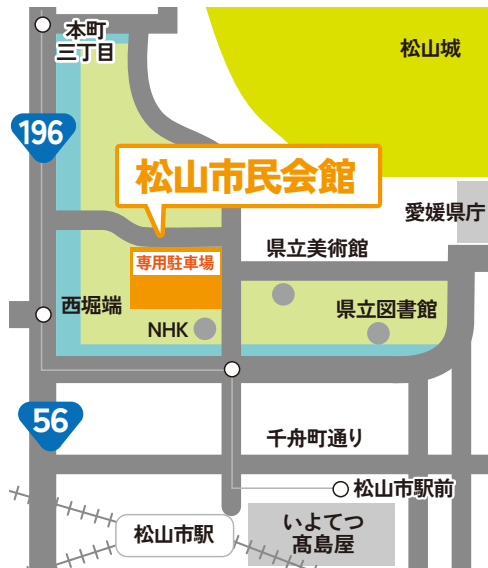 本町
三丁目
松山城
196
松山市民会館
愛媛県庁
県立美術館
専用駐車場
西堀端
県立図書館
NHK
56
千舟町通り
松山市駅前
いよてつ
髙島屋
松山市駅